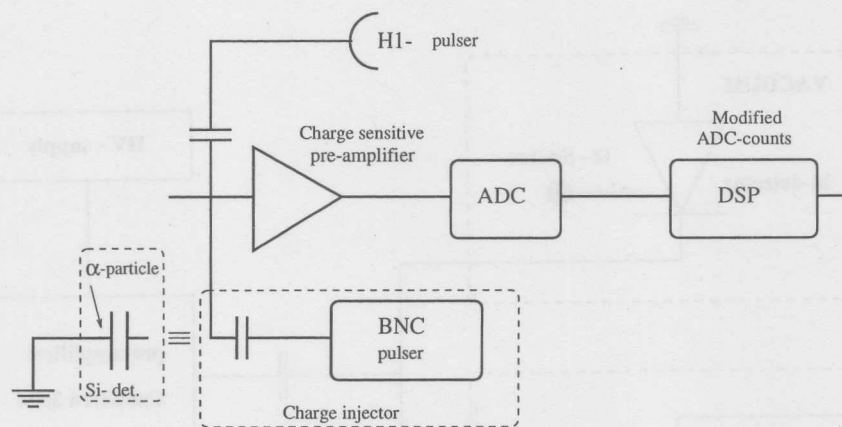 H1- pulser
Charge sensitive
pre-amplifier
Modified
ADC-counts
ADC
DSP
α-particle
Si- det.
BNC
pulser
Charge injector